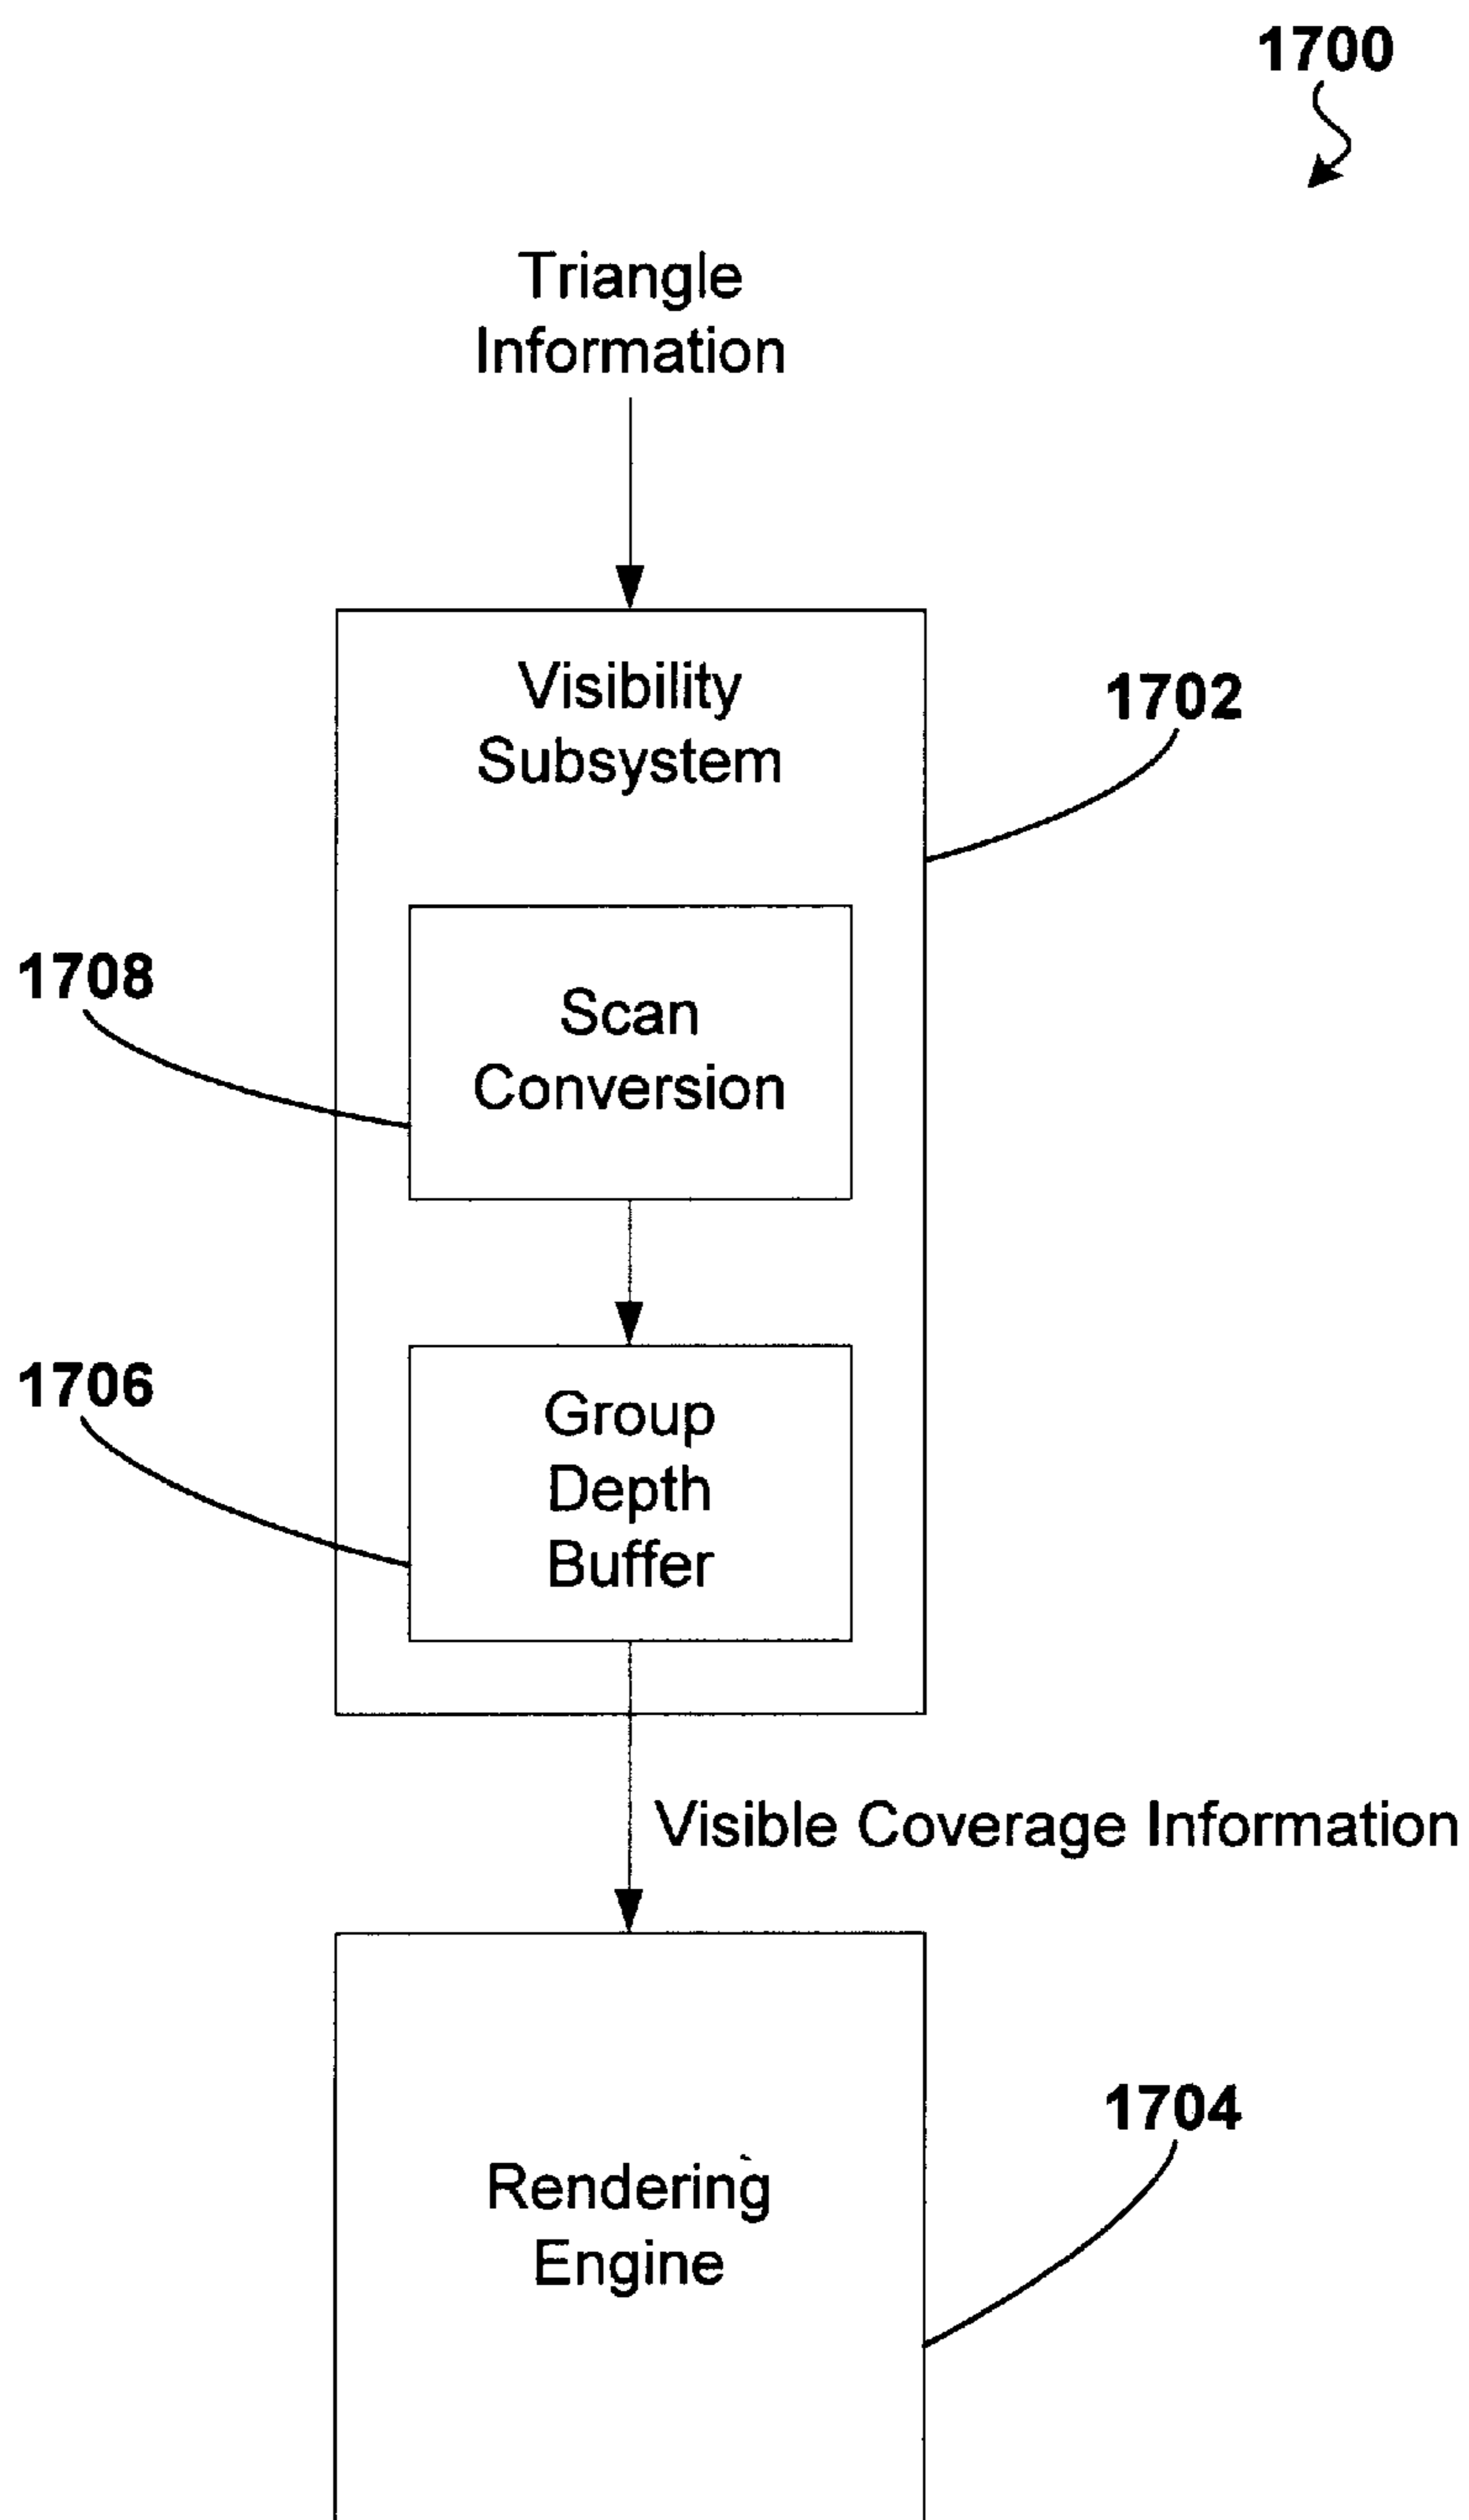 1700
Triangle
Information
Visibility
Subsystem
1702
1708
Scan
Conversion
1706
Group
Depth
Buffer
Visible Coverage Information
1704
Rendering
Engine